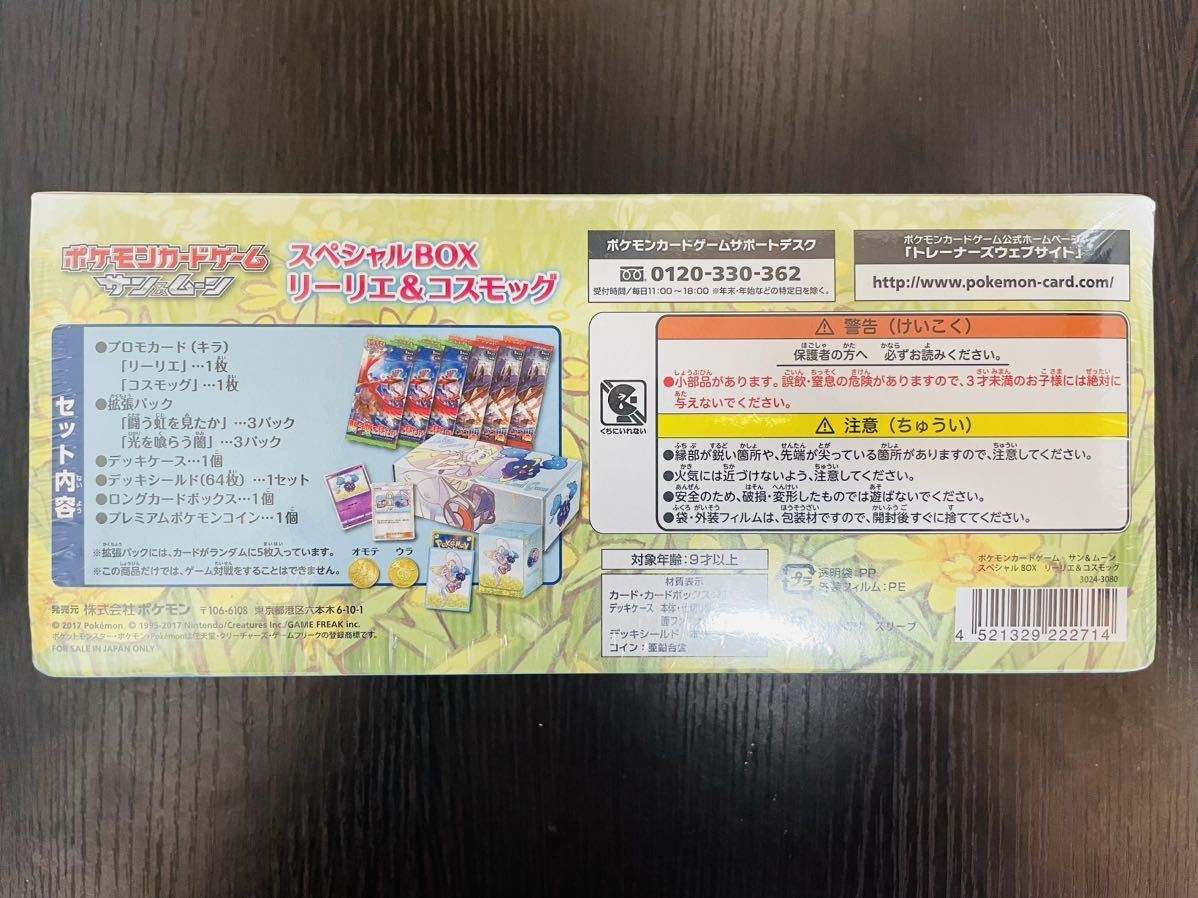 ポケモンカードゲーム
サン&ムーン
スペシャルBOX
リーリエ&コスモッグ
セット内容
●プロモカード(キラ)
「リーリエ」…1枚
「コスモッグ」…1枚
●拡張パック
「闘う虹を見たか」…3パック
「光を喰らう闇」…3パック
●デッキケース…1個
●デッキシールド(64枚)…1セット
●ロングカードボックス…1個
●プレミアムポケモンコイン…1個
※拡張パックには、カードがランダムに5枚入っています。
※この商品だけでは、ゲーム対戦をすることはできません。
オモテ ウラ
POKÉMON
発売元 株式会社ポケモン 〒106-6108 東京都港区六本木6-10-1
© 2017 Pokémon. © 1995-2017 Nintendo/Creatures Inc./GAME FREAK inc.
ポケットモンスター・ポケモン・Pokémonは任天堂・クリーチャーズ・ゲームフリークの登録商標です。
FOR SALE IN JAPAN ONLY
ポケモンカードゲームサポートデスク
0120-330-362
受付時間/毎日11:00~18:00 ※年末・年始などの特定日を除く。
ポケモンカードゲーム公式ホームページ
「トレーナーズウェブサイト」
http://www.pokemon-card.com/
くちにいれない
警告(けいこく)
保護者の方へ 必ずお読みください。
●小部品があります。誤飲・窒息の危険がありますので、3才未満のお子様には絶対に
与えないでください。
注意(ちゅうい)
●縁部が鋭い箇所や、先端が尖っている箇所がありますので、注意してください。
●火気には近づけないよう、注意してください。
●安全のため、破損・変形したものでは遊ばないでください。
●袋・外装フィルムは、包装材ですので、開封後すぐに捨ててください。
対象年齢:9才以上
材質表示
カード・カードボックス
デッキケース 本体・仕切り
面フィ
デッキシールド
スリーブ
コイン:亜鉛合金
プラ
透明袋:PP
外装フィルム:PE
ポケモンカードゲーム サン&ムーン
スペシャルBOX リーリエ&コスモッグ
3024-3080
4 521329 222714